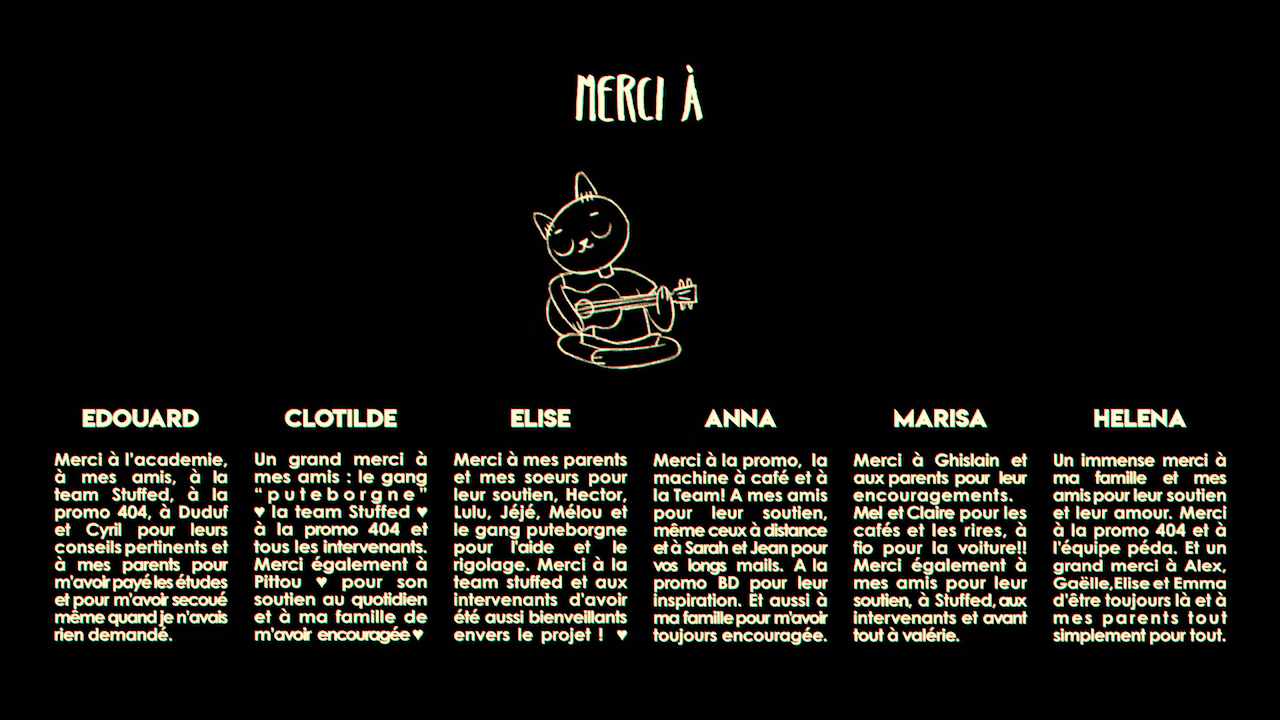 MERCI À
EDOUARD
Merci à l'academie,
à mes amis, à la
team Stuffed, à la
promo 404, à Duduf
et Cyril pour leurs
conseils pertinents et
à mes parents pour
m'avoir payé les études
et pour m'avoir secoué
même quand je n'avais
rien demandé.
CLOTILDE
Un grand merci à
mes amis : le gang
“puteborgne”
♥ la team Stuffed ♥
à la promo 404 et
tous les intervenants.
Merci également à
Pittou ♥ pour son
soutien au quotidien
et à ma famille de
m'avoir encouragée ♥
ELISE
Merci à mes parents
et mes soeurs pour
leur soutien, Hector,
Lulu, Jéjé, Mélou et
le gang puteborgne
pour l'aide et le
rigolage. Merci à la
team stuffed et aux
intervenants d'avoir
été aussi bienveillants
envers le projet ! ♥
ANNA
Merci à la promo, la
machine à café et à
la Team! A mes amis
pour leur soutien,
même ceux à distance
et à Sarah et Jean pour
vos longs mails. A la
promo BD pour leur
inspiration. Et aussi à
ma famille pour m'avoir
toujours encouragée.
MARISA
Merci à Ghislain et
aux parents pour leur
encouragements.
Mel et Claire pour les
cafés et les rires, à
flo pour la voiture!!
Merci également à
mes amis pour leur
soutien, à Stuffed, aux
intervenants et avant
tout à valérie.
HELENA
Un immense merci à
ma famille et mes
amis pour leur soutien
et leur amour. Merci
à la promo 404 et à
l'équipe péda. Et un
grand merci à Alex,
Gaëlle,Elise et Emma
d'être toujours là et à
mes parents tout
simplement pour tout.